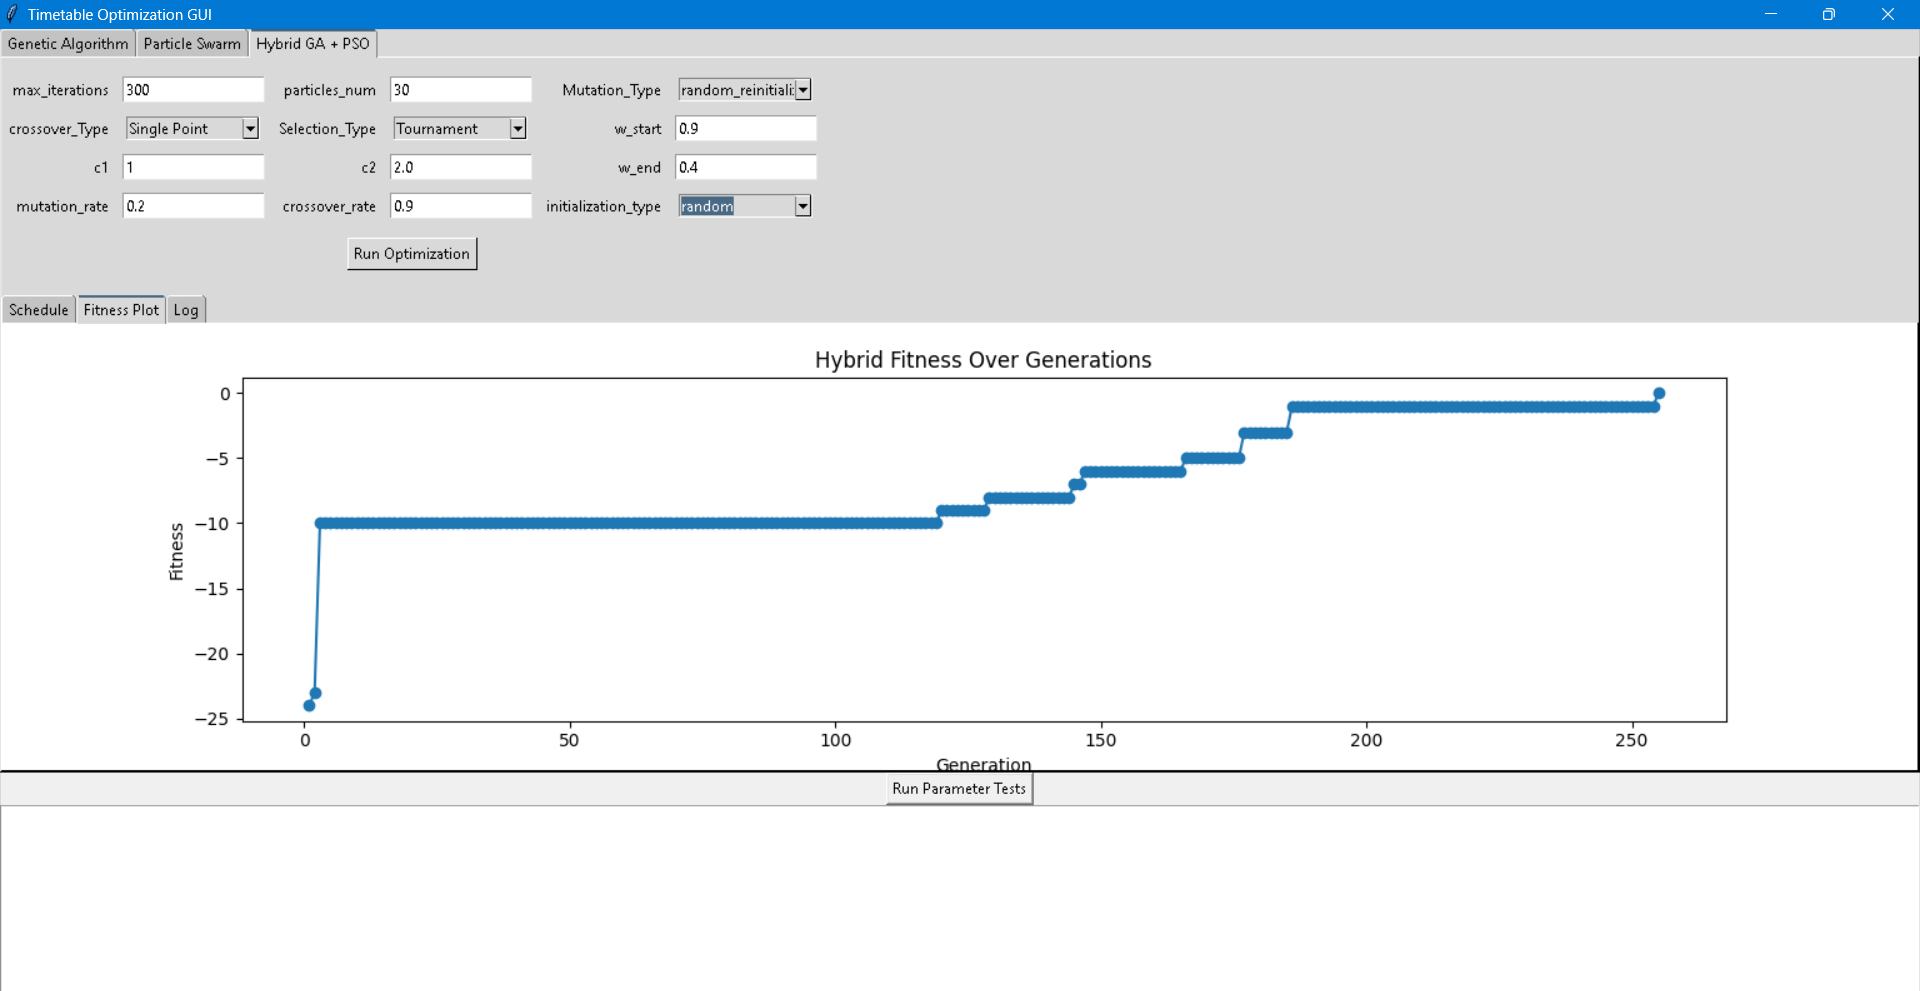 Timetable Optimization GUI
Genetic Algorithm Particle Swarm Hybrid GA + PSO
max_iterations 300 particles_num 30 Mutation_Type random_reinitiali
crossover_Type Single Point Selection_Type Tournament w_start 0.9
c1 1 c2 2.0 w_end 0.4
mutation_rate 0.2 crossover_rate 0.9 initialization_type random
Run Optimization
Schedule Fitness Plot Log
Hybrid Fitness Over Generations
0
−5
−10
−15
−20
−25
Fitness
0 50 100 150 200 250
Generation
Run Parameter Tests